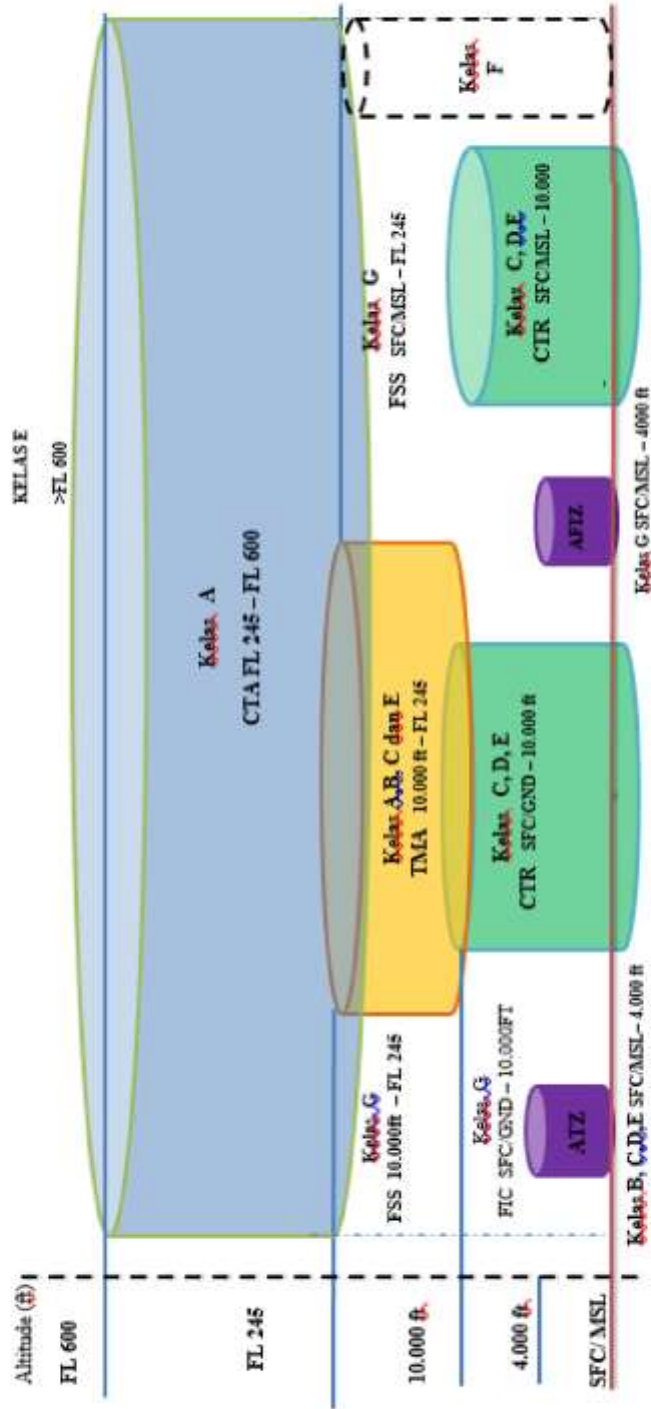 Altitude (ft)
FL 600
FL 245
10.000 ft
4.000 ft
SFC/ MSL
KELAS E
>FL 600
Kelas A
CTA FL 245 – FL 600
Kelas G
FSS 10.000ft – FL 245
Kelas A,B, C dan E
TMA 10.000 ft – FL 245
Kelas G
FSS SFC/MSL – FL 245
Kelas
F
Kelas G
FIC SFC/GND – 10.000FT
Kelas C, D, E
CTR SFC/GND – 10.000 ft
Kelas C, D,E
CTR SFC/MSL – 10.000
ATZ
AFIZ
Kelas B, C,D,E SFC/MSL – 4.000 ft
Kelas G SFC/MSL – 4000 ft